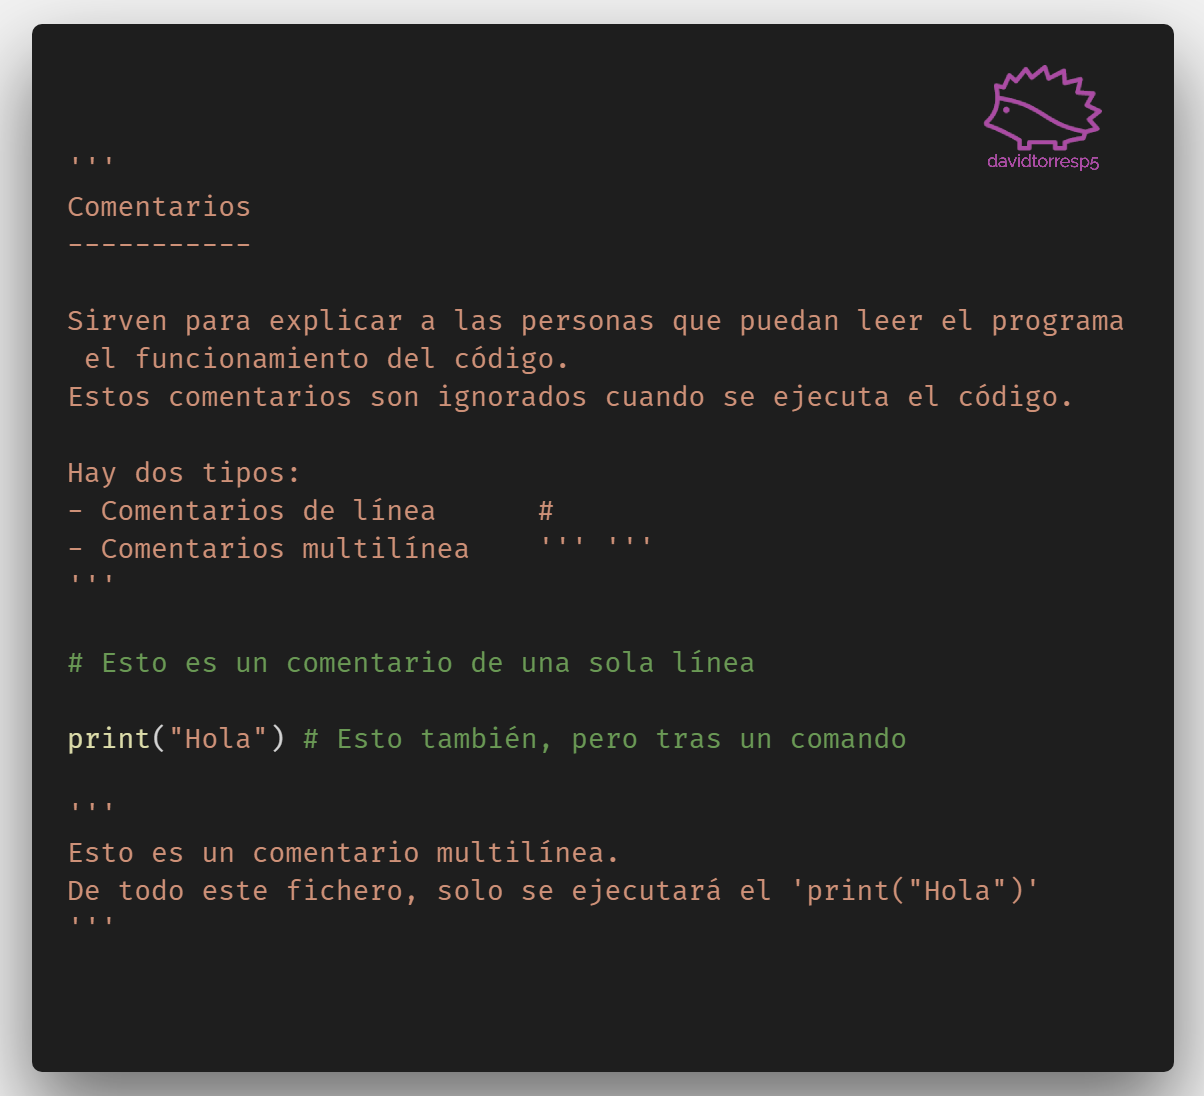 davidtorresp5
'''
Comentarios
-----------
Sirven para explicar a las personas que puedan leer el programa
 el funcionamiento del código.
Estos comentarios son ignorados cuando se ejecuta el código.
Hay dos tipos:
- Comentarios de línea      #
- Comentarios multilínea    ''' '''
'''
# Esto es un comentario de una sola línea
print("Hola") # Esto también, pero tras un comando
'''
Esto es un comentario multilínea.
De todo este fichero, solo se ejecutará el 'print("Hola")'
'''